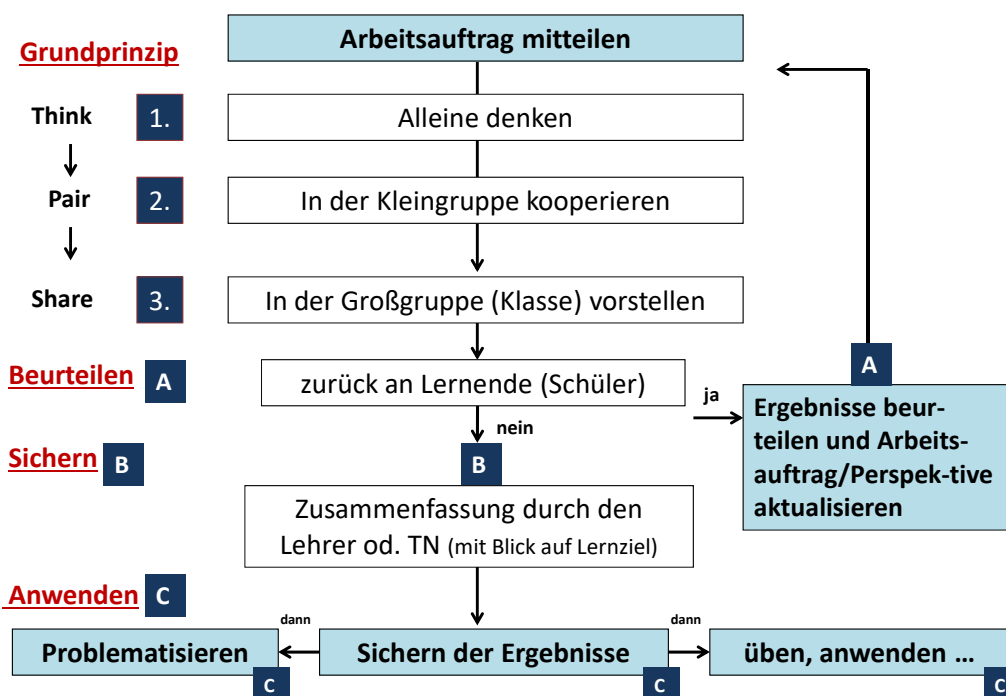 Arbeitsauftrag mitteilen
Grundprinzip
Think
1.
Alleine denken
Pair
2.
In der Kleingruppe kooperieren
Share
3.
In der Großgruppe (Klasse) vorstellen
Beurteilen
A
zurück an Lernende (Schüler)
ja
A
Ergebnisse beur-
teilen und Arbeits-
auftrag/Perspek-tive
aktualisieren
nein
Sichern
B
B
Zusammenfassung durch den
Lehrer od. TN (mit Blick auf Lernziel)
Anwenden
C
Problematisieren
C
dann
Sichern der Ergebnisse
C
dann
üben, anwenden ...
C